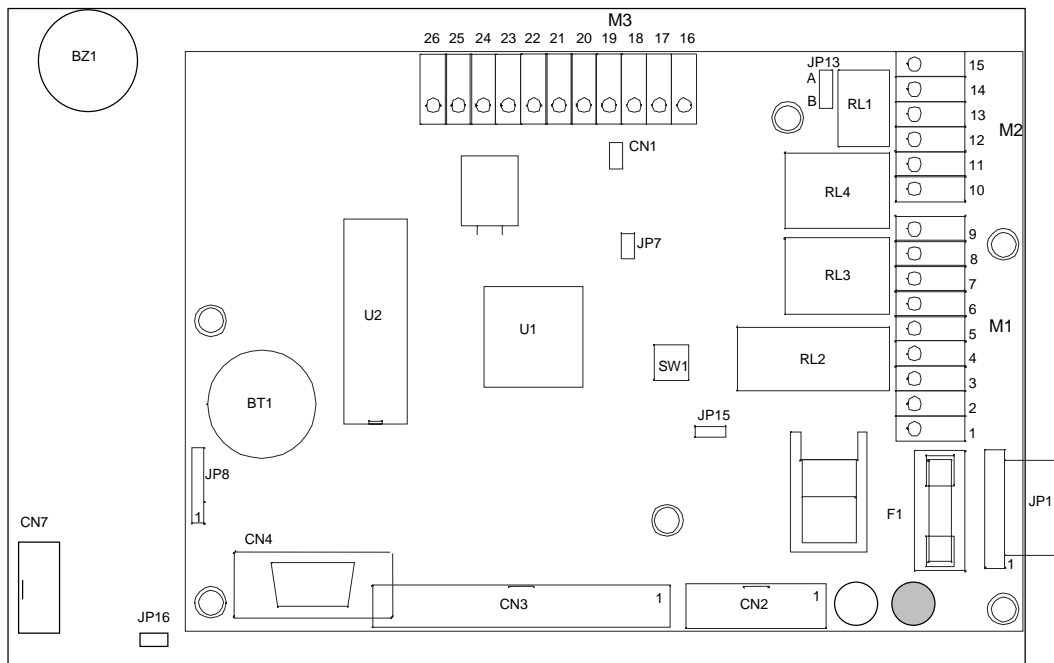 M3
BZ1
26 25 24 23 22 21 20 19 18 17 16
JP13
A
B
RL1
15
14
13
12
11
10
M2
CN1
RL4
JP7
9
8
7
6
5
4
3
2
1
M1
RL3
U2
U1
RL2
SW1
BT1
JP15
JP8
1
F1
JP1
1
CN7
CN4
CN3
1
CN2
1
JP16